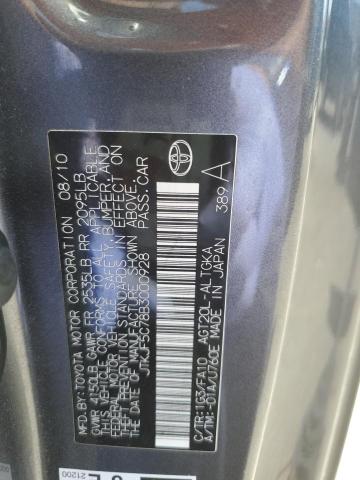 MFD.BY:TOYOTA MOTOR CORPORATION 08/10
GVWR 4150LB GAWR FR 2535LB RR 2095LB
THIS VEHICLE CONFORMS TO ALL APPLICABLE
FEDERAL MOTOR VEHICLE SAFETY, BUMPER, AND THEFT
PREVENTION STANDARDS IN EFFECT ON
THE DATE OF MANUFACTURE SHOWN ABOVE.
JTKJF5C78B3000928 PASS.CAR
389 A
C/TR:1G3/FA10 AGT20L-ALTGKA
A/TM:-01A/U760E MADE IN JAPAN
21200